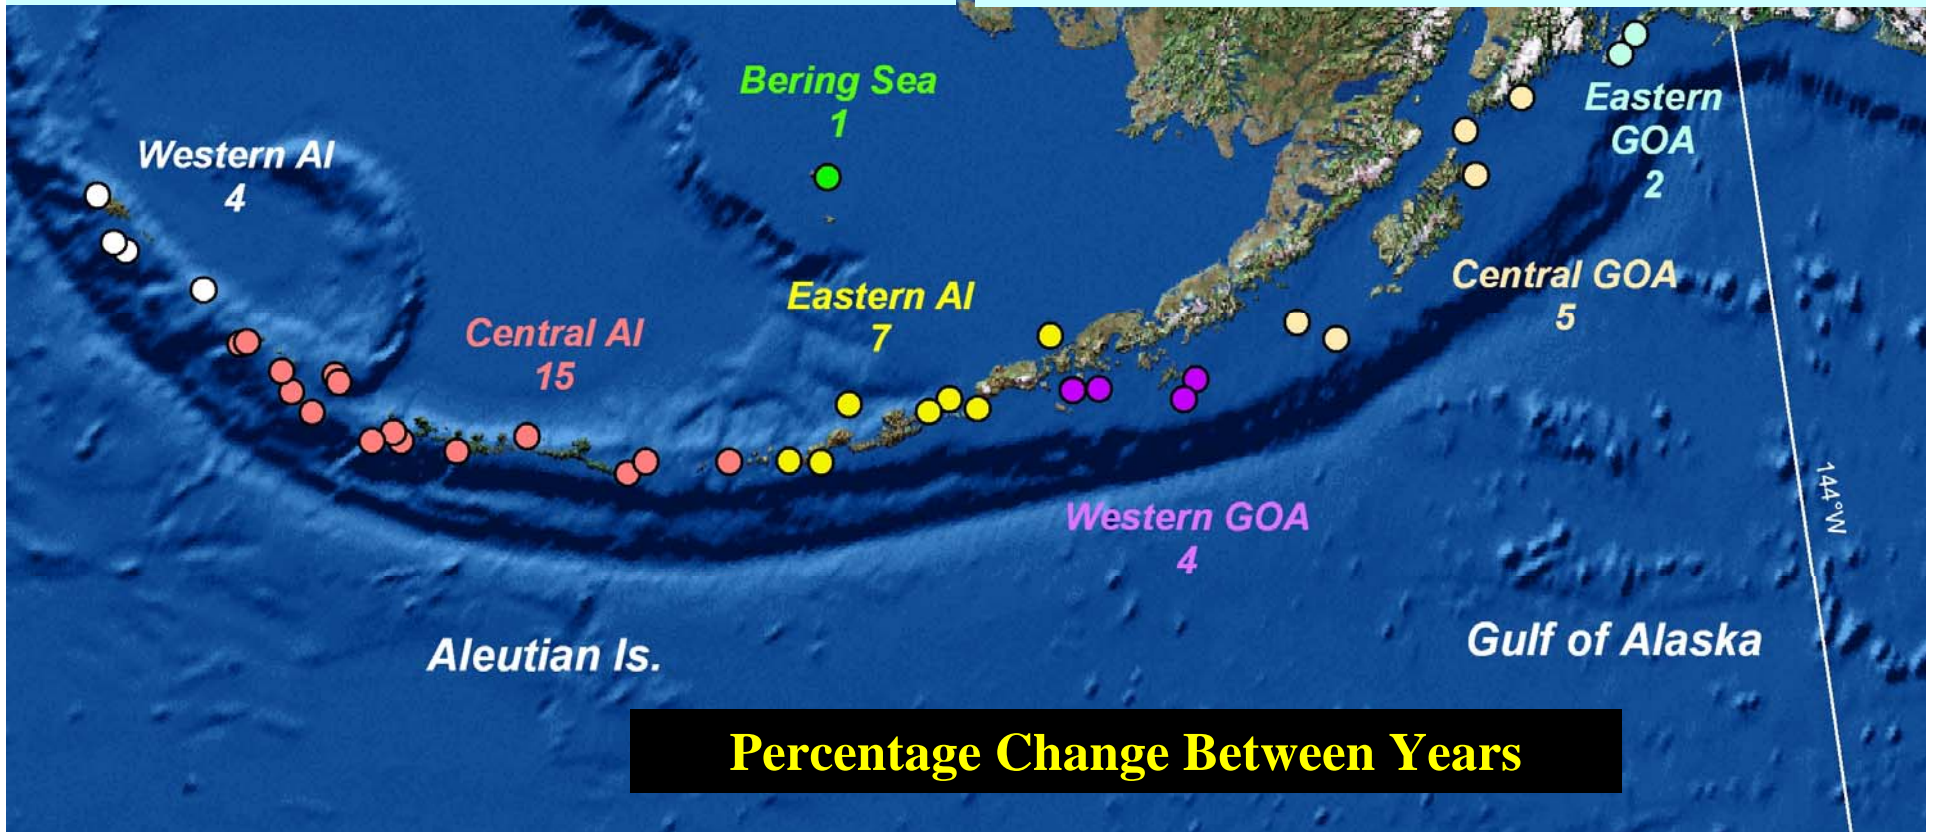 Bering Sea
1
Eastern
GOA
2
Western AI
4
Central GOA
5
Eastern AI
7
Central AI
15
144°W
Western GOA
4
Gulf of Alaska
Aleutian Is.
Percentage Change Between Years